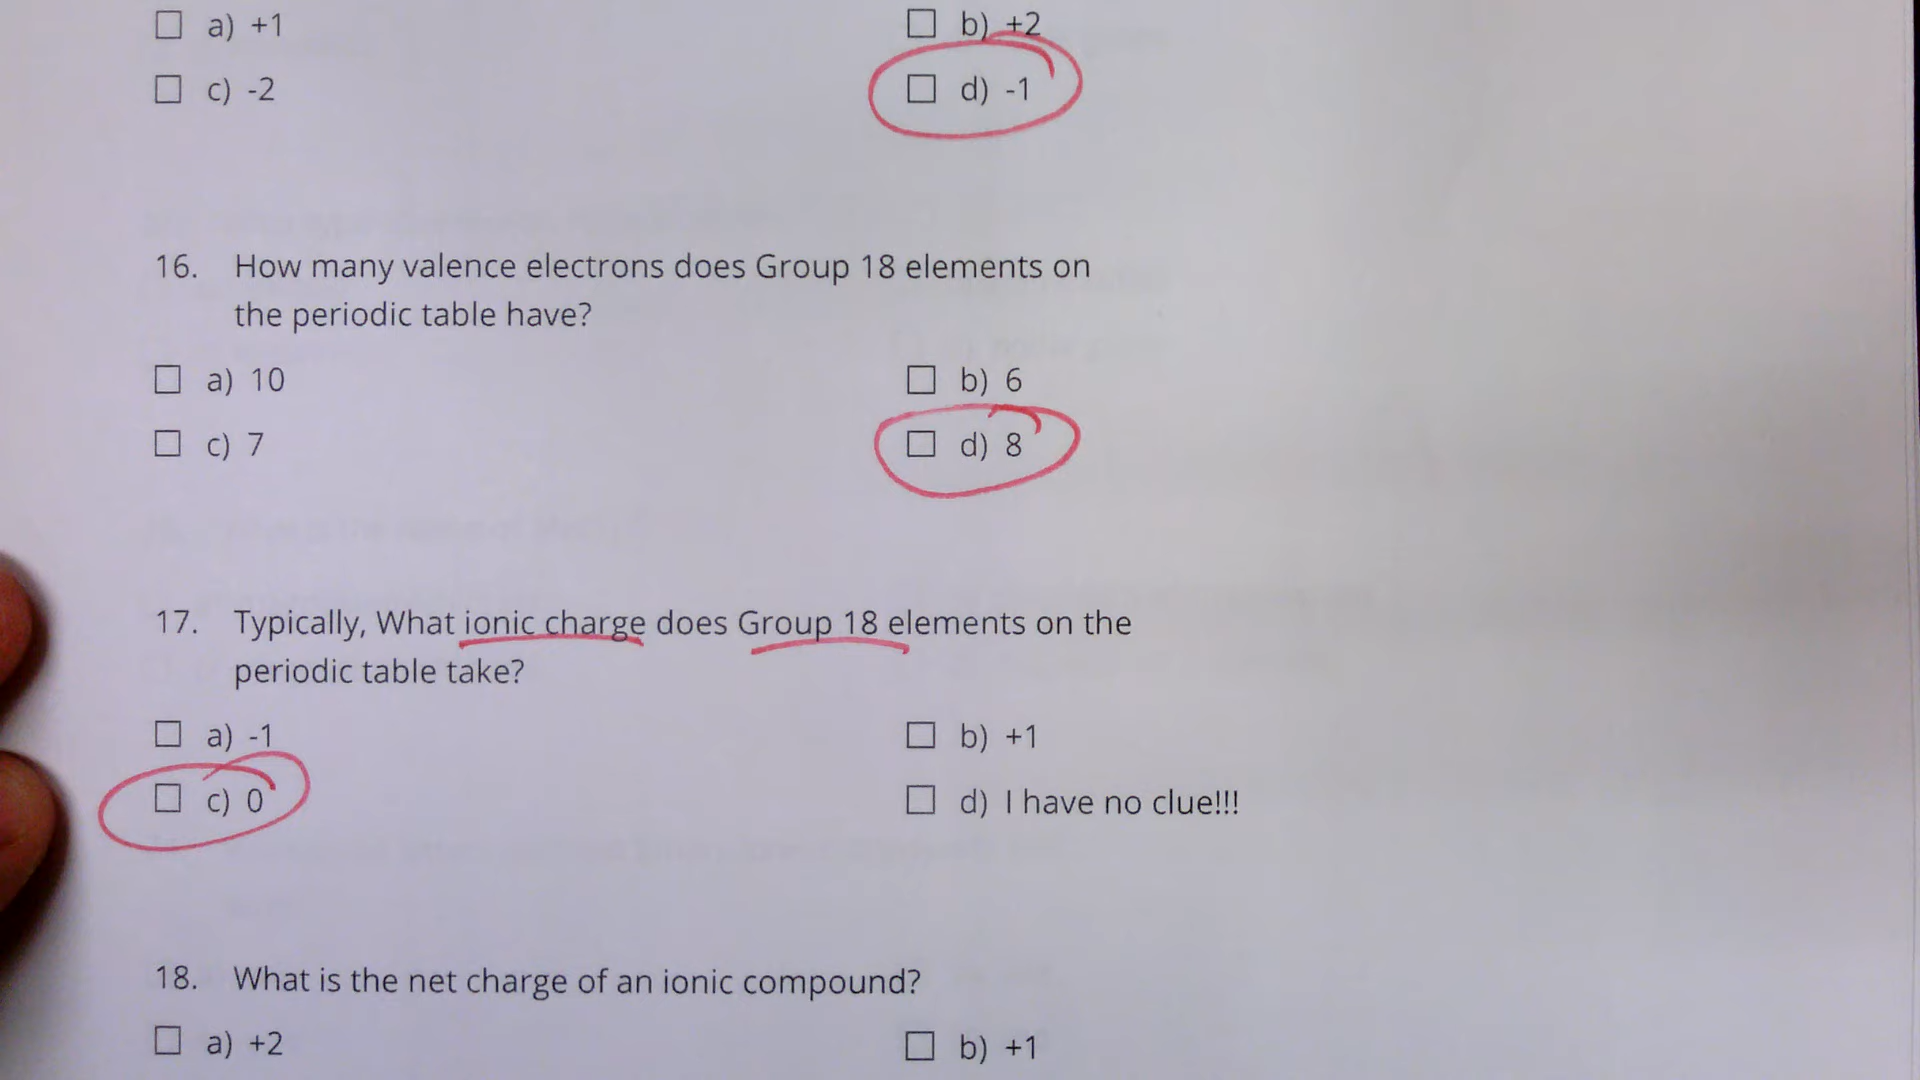 a) +1 b) +2
c) -2 d) -1
16. How many valence electrons does Group 18 elements on
the periodic table have?
a) 10 b) 6
c) 7 d) 8
17. Typically, What ionic charge does Group 18 elements on the
periodic table take?
a) -1 b) +1
c) 0 d) I have no clue!!!
18. What is the net charge of an ionic compound?
a) +2 b) +1